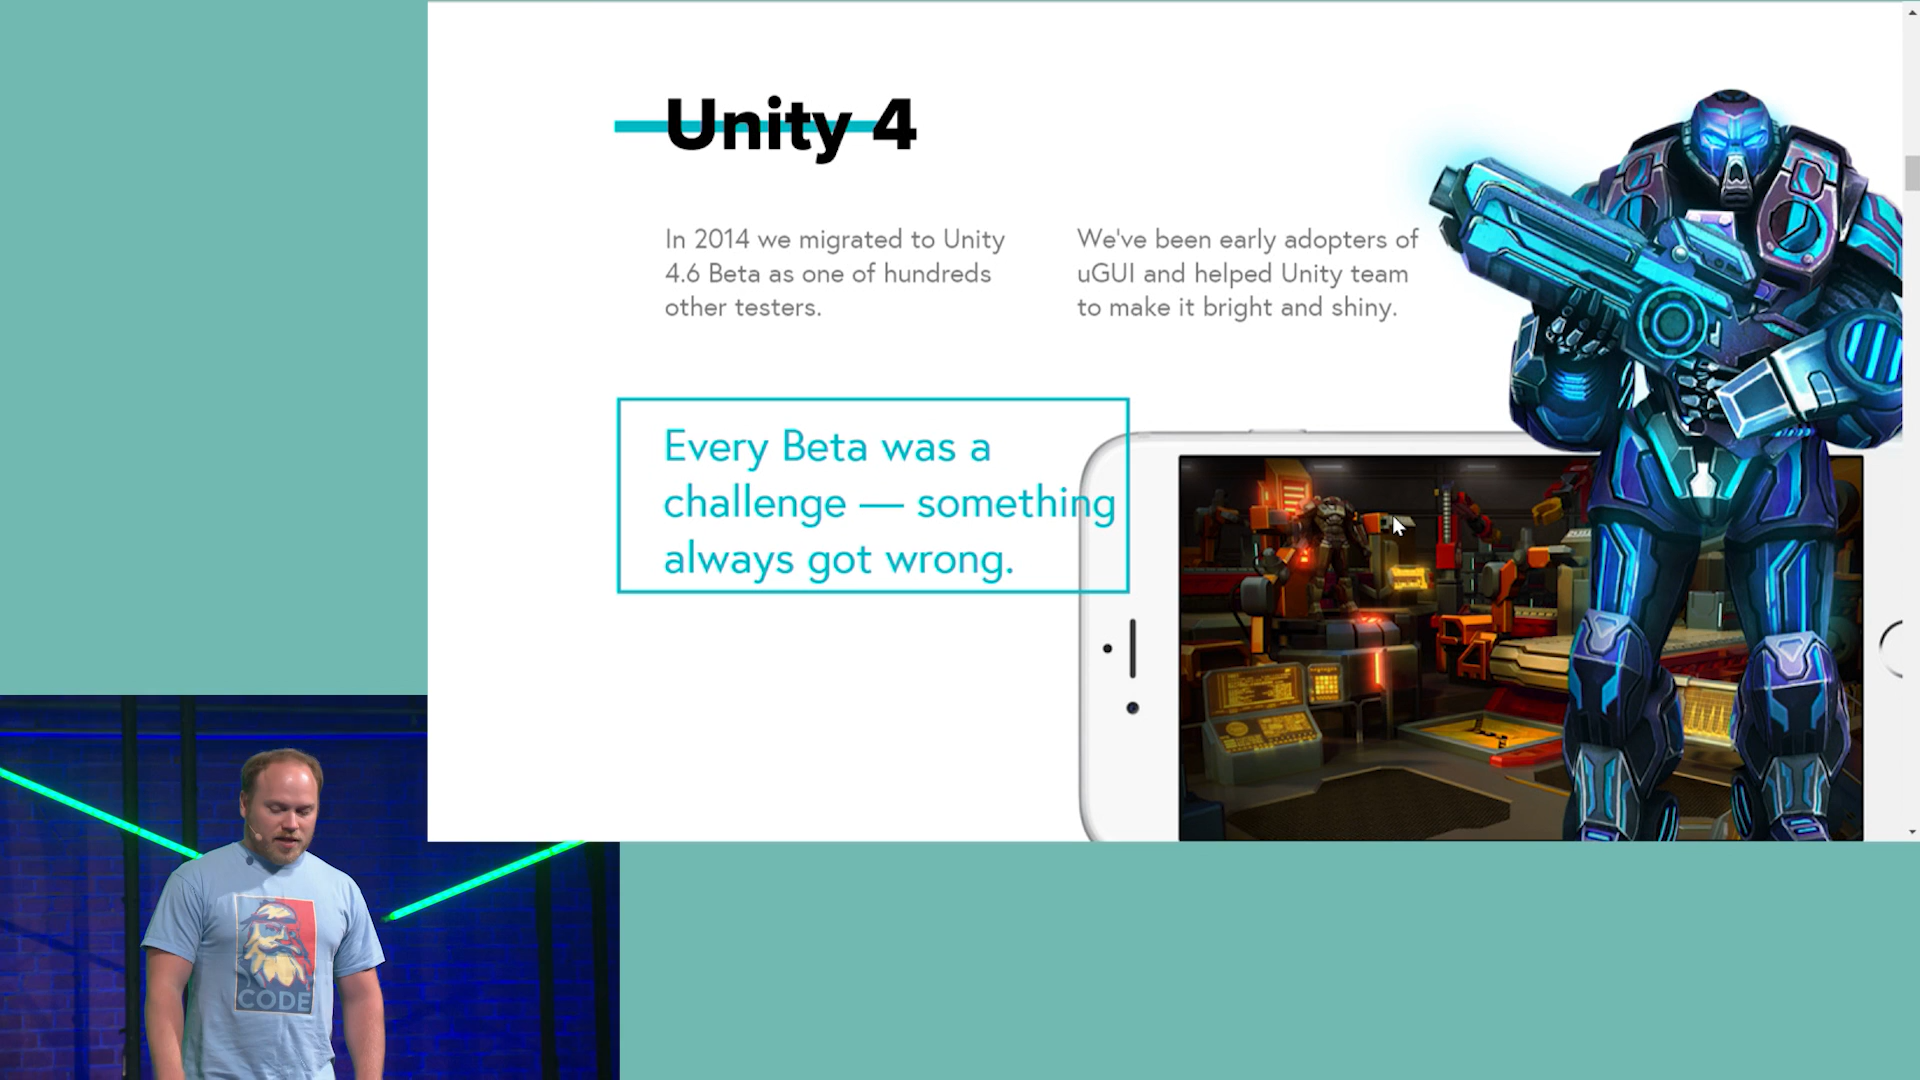 Unity 4
In 2014 we migrated to Unity
4.6 Beta as one of hundreds
other testers.
We've been early adopters of
uGUI and helped Unity team
to make it bright and shiny.
Every Beta was a
challenge — something
always got wrong.
CODE